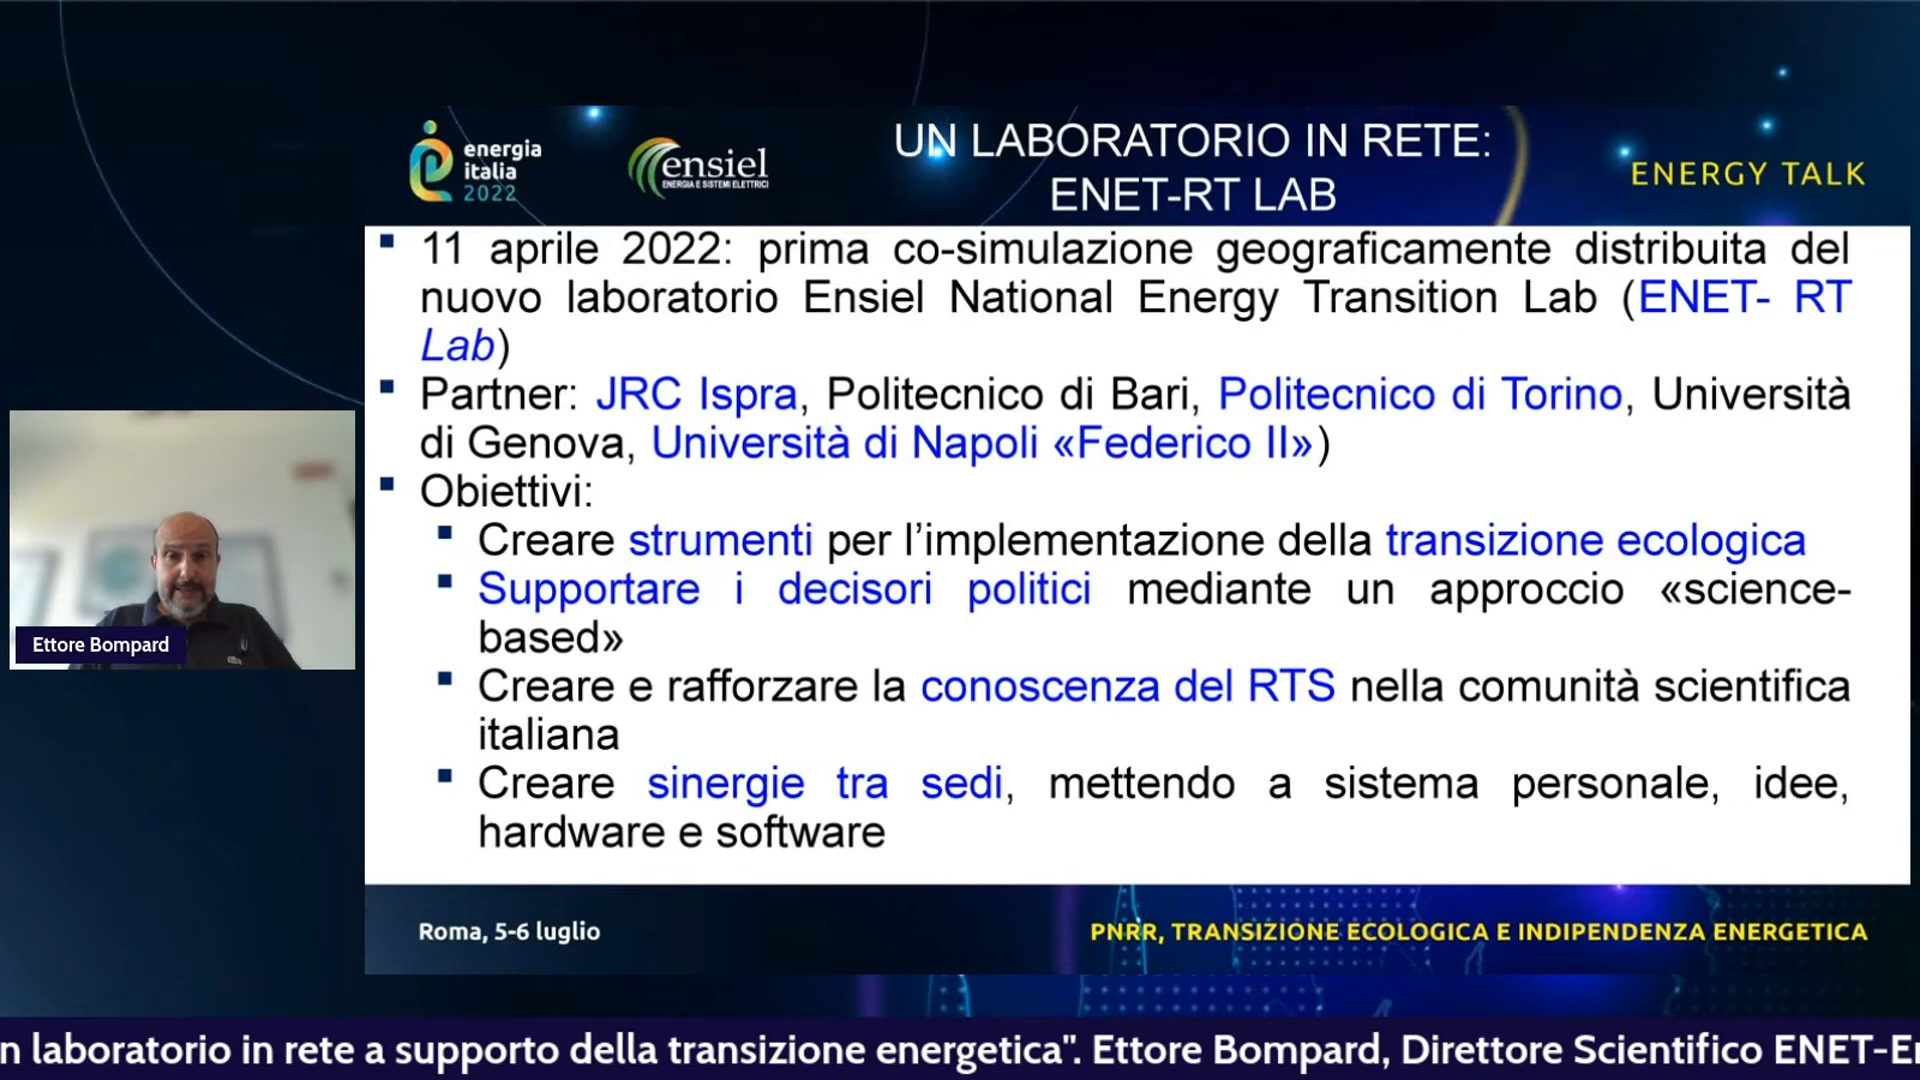 energia
italia
2022
ensiel
ENERGIA E SISTEMI ELETTRICI
UN LABORATORIO IN RETE:
ENET-RT LAB
ENERGY TALK
11 aprile 2022: prima co-simulazione geograficamente distribuita del
nuovo laboratorio Ensiel National Energy Transition Lab (ENET- RT
Lab)
Partner: JRC Ispra, Politecnico di Bari, Politecnico di Torino, Università
di Genova, Università di Napoli «Federico II»)
Obiettivi:
Creare strumenti per l’implementazione della transizione ecologica
Supportare i decisori politici mediante un approccio «science-
based»
Creare e rafforzare la conoscenza del RTS nella comunità scientifica
italiana
Creare sinergie tra sedi, mettendo a sistema personale, idee,
hardware e software
Ettore Bompard
Roma, 5-6 luglio
PNRR, TRANSIZIONE ECOLOGICA E INDIPENDENZA ENERGETICA
n laboratorio in rete a supporto della transizione energetica". Ettore Bompard, Direttore Scientifico ENET-E